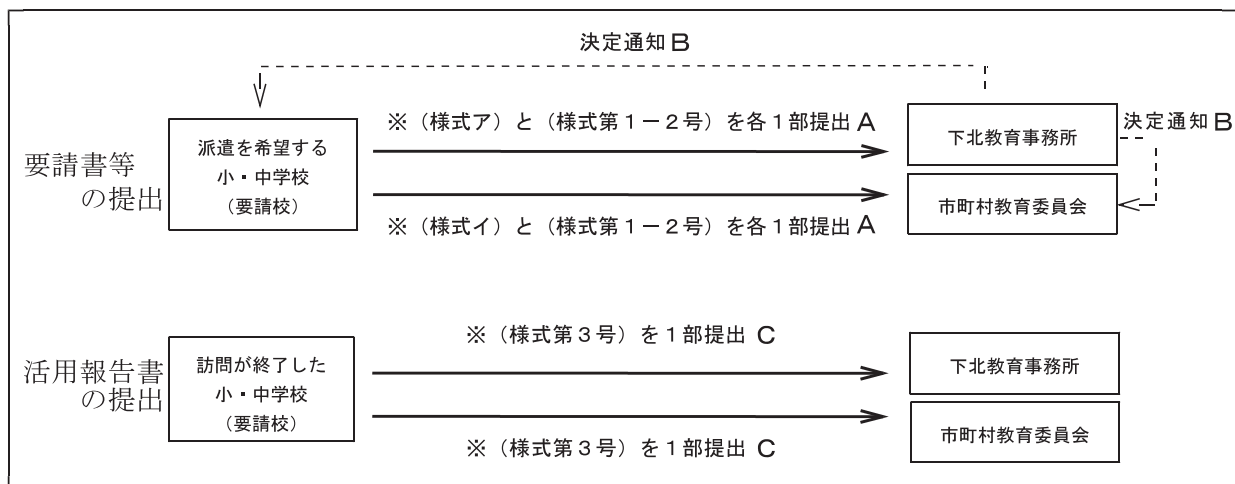 決定通知B
※（様式ア）と（様式第１－２号）を各１部提出 A
派遣を希望する
小・中学校
（要請校）
要請書等
の提出
下北教育事務所
決定通知B
市町村教育委員会
※（様式イ）と（様式第１－２号）を各１部提出 A
※（様式第３号）を１部提出 C
活用報告書
の提出
訪問が終了した
小・中学校
（要請校）
下北教育事務所
市町村教育委員会
※（様式第３号）を１部提出 C